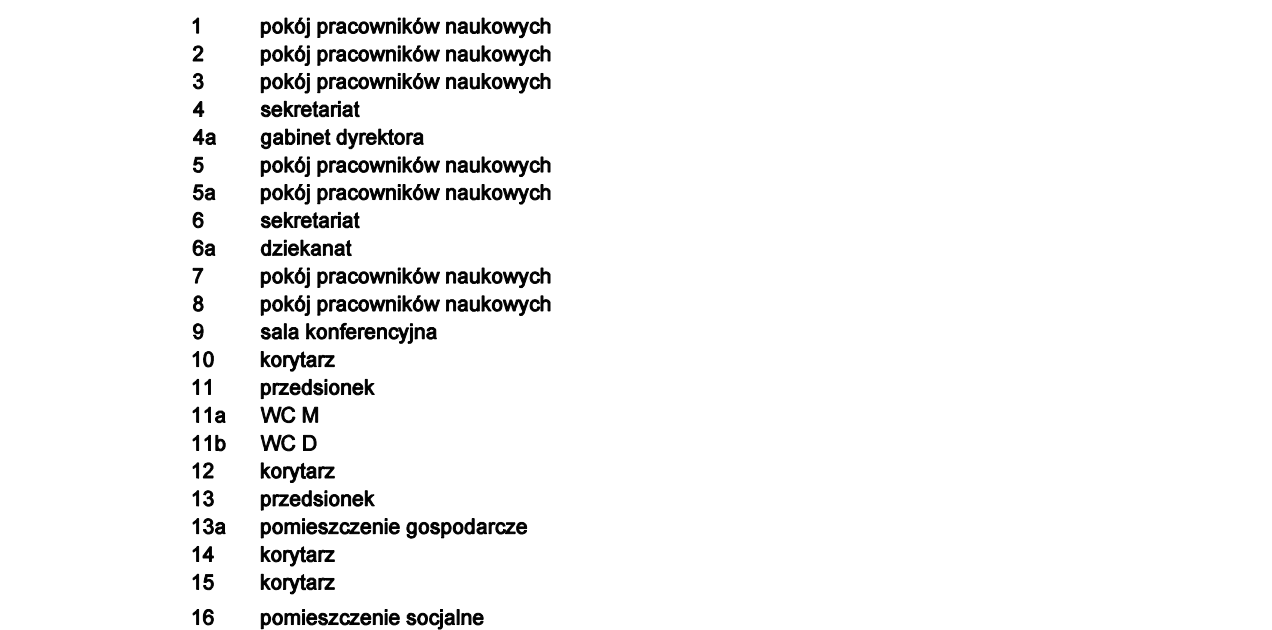 1 pokój pracowników naukowych
2 pokój pracowników naukowych
3 pokój pracowników naukowych
4 sekretariat
4a gabinet dyrektora
5 pokój pracowników naukowych
5a pokój pracowników naukowych
6 sekretariat
6a dziekanat
7 pokój pracowników naukowych
8 pokój pracowników naukowych
9 sala konferencyjna
10 korytarz
11 przedsionek
11a WC M
11b WC D
12 korytarz
13 przedsionek
13a pomieszczenie gospodarcze
14 korytarz
15 korytarz
16 pomieszczenie socjalne